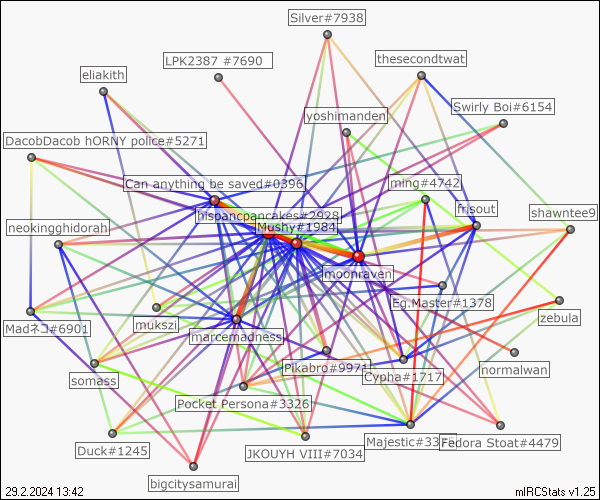 Silver#7938
LPK2387 #7690
thesecondtwat
eliakith
Swirly Boi#6154
yoshimanden
DacobDacob hORNY police#5271
Can anything be saved#0396
ming#4742
hispancpancakes#2928
fr.sout
shawntee9
Mushy#1984
neokingghidorah
moonraven
Eg.Master#1378
zebula
Madネコ#6901
mukszi
marcemadness
Pikabro#9971
normalwan
somass
Cypha#1717
Pocket Persona#3326
Duck#1245
JKOUYH VIII#7034
Fedora Stoat#4479
bigcitysamurai
29.2.2024 13:42
mIRCStats v1.25